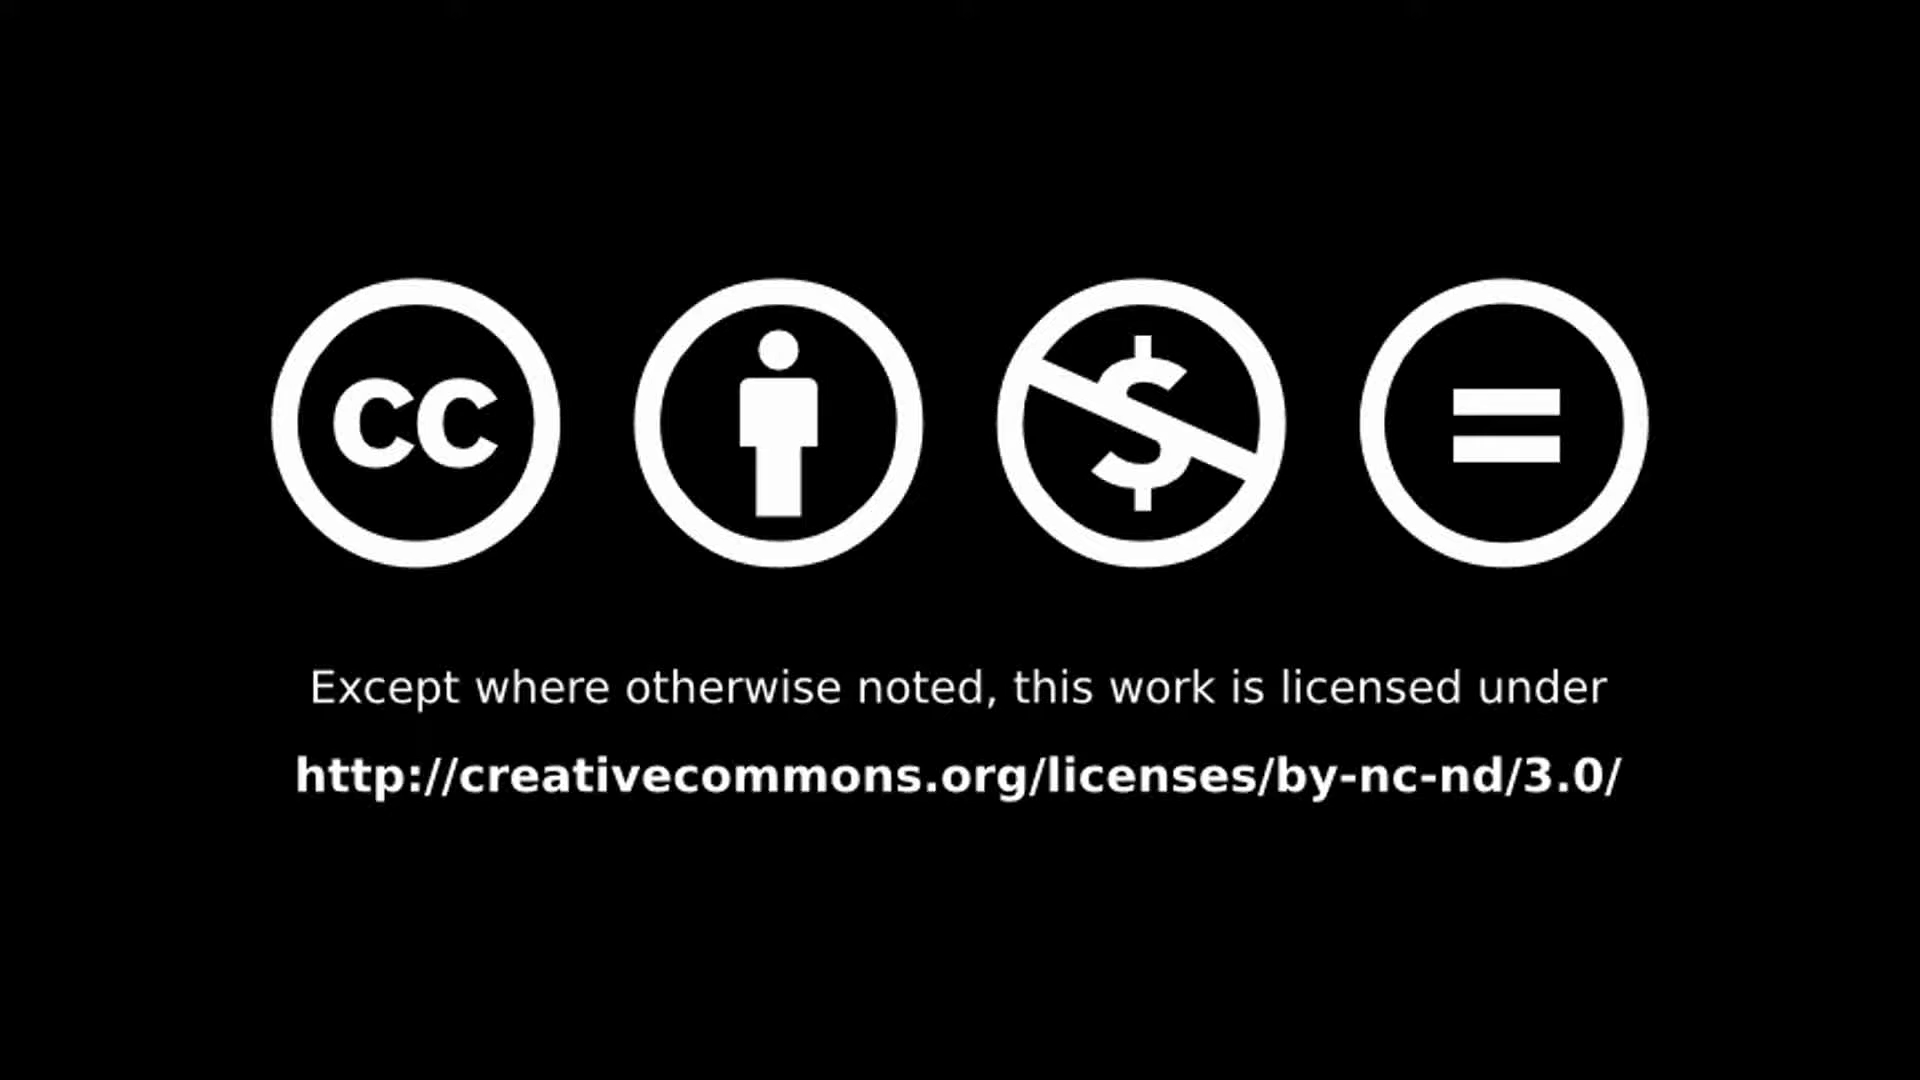 cc
$
=
Except where otherwise noted, this work is licensed under
http://creativecommons.org/licenses/by-nc-nd/3.0/